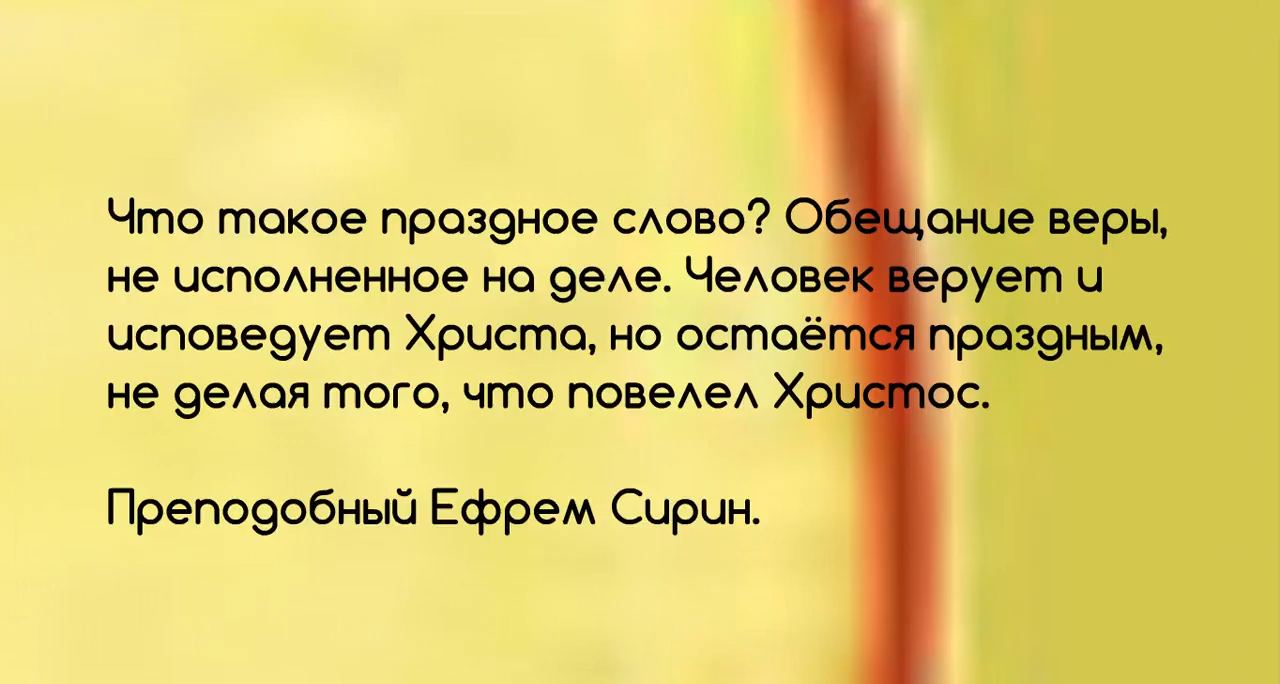 Что такое праздное слово? Обещание веры,
не исполненное на деле. Человек верует и
исповедует Христа, но остаётся праздным,
не делая того, что повелел Христос.
Преподобный Ефрем Сирин.